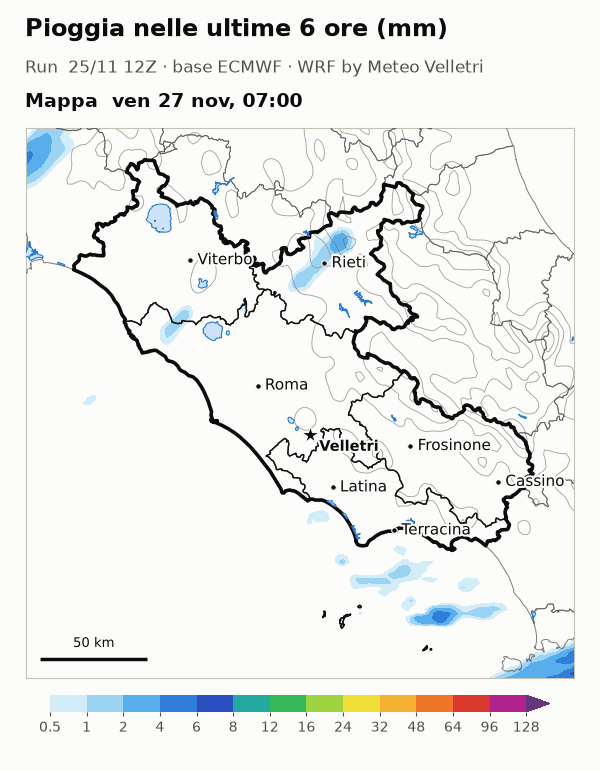 Pioggia nelle ultime 6 ore (mm)
Run  25/11 12Z · base ECMWF · WRF by Meteo Velletri
Mappa  ven 27 nov, 07:00
Viterbo
Rieti
Roma
Velletri
Frosinone
Cassino
Latina
Terracina
50 km
0.5 1 2 4 6 8 12 16 24 32 48 64 96 128